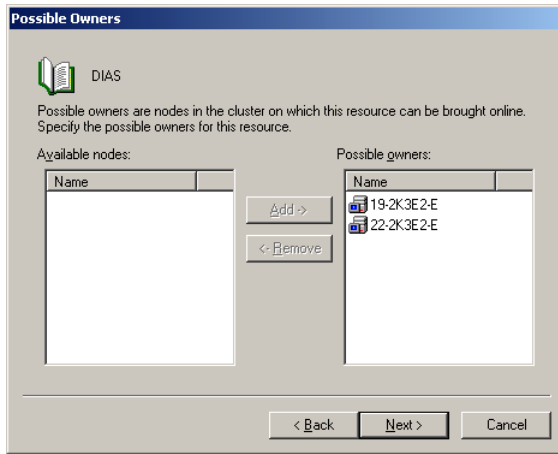 Possible Owners
DIAS
Possible owners are nodes in the cluster on which this resource can be brought online.
Specify the possible owners for this resource.
Available nodes:
Possible owners:
Name
Name
19-2K3E2-E
22-2K3E2-E
Add ->
<- Remove
< Back
Next >
Cancel